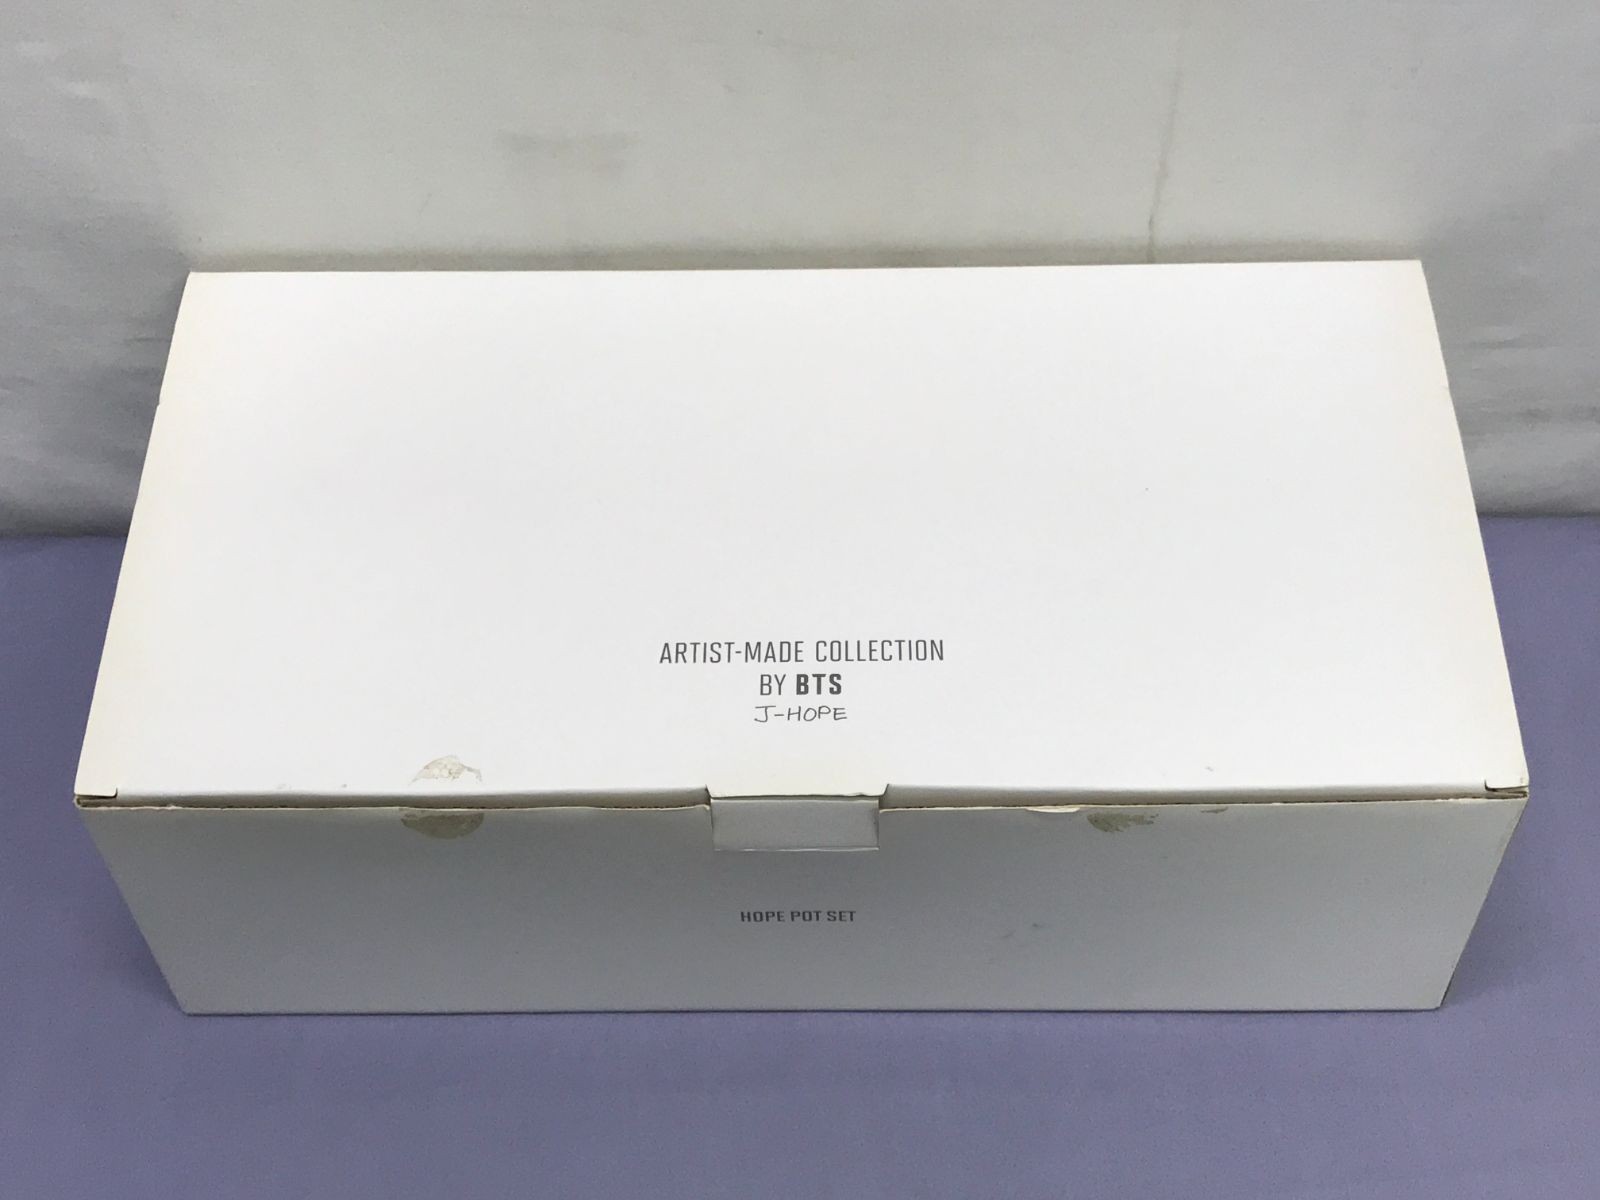 ARTIST-MADE COLLECTION
BY BTS
J-HOPE
HOPE POT SET